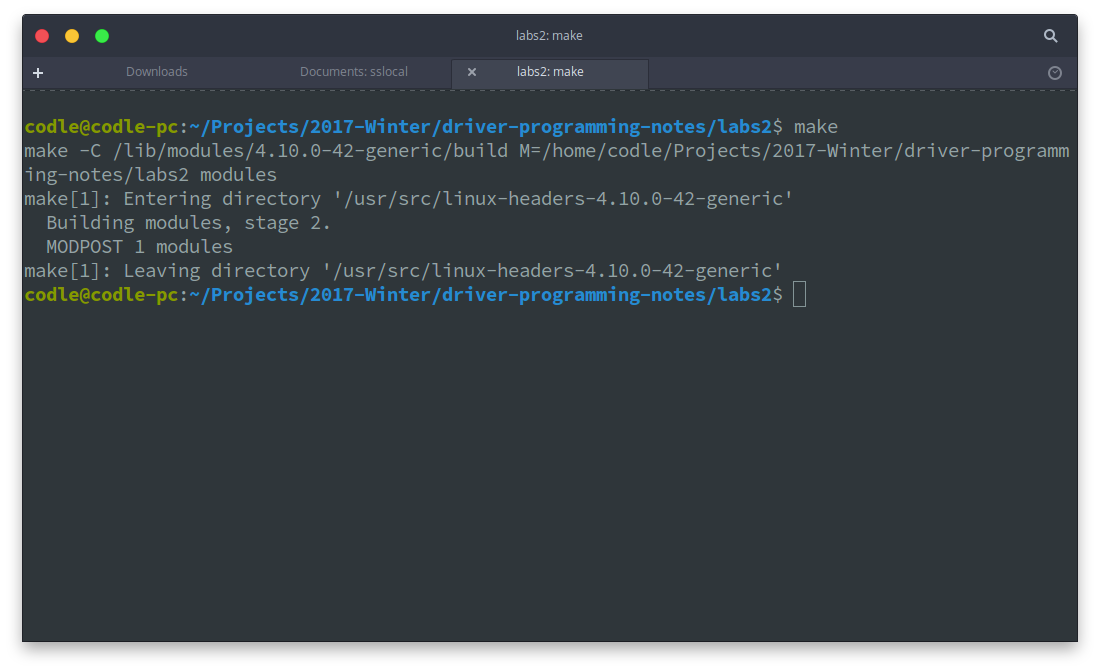 labs2: make
+ Downloads Documents: sslocal × labs2: make
codle@codle-pc:~/Projects/2017-Winter/driver-programming-notes/labs2$ make
make -C /lib/modules/4.10.0-42-generic/build M=/home/codle/Projects/2017-Winter/driver-programm
ing-notes/labs2 modules
make[1]: Entering directory '/usr/src/linux-headers-4.10.0-42-generic'
  Building modules, stage 2.
  MODPOST 1 modules
make[1]: Leaving directory '/usr/src/linux-headers-4.10.0-42-generic'
codle@codle-pc:~/Projects/2017-Winter/driver-programming-notes/labs2$